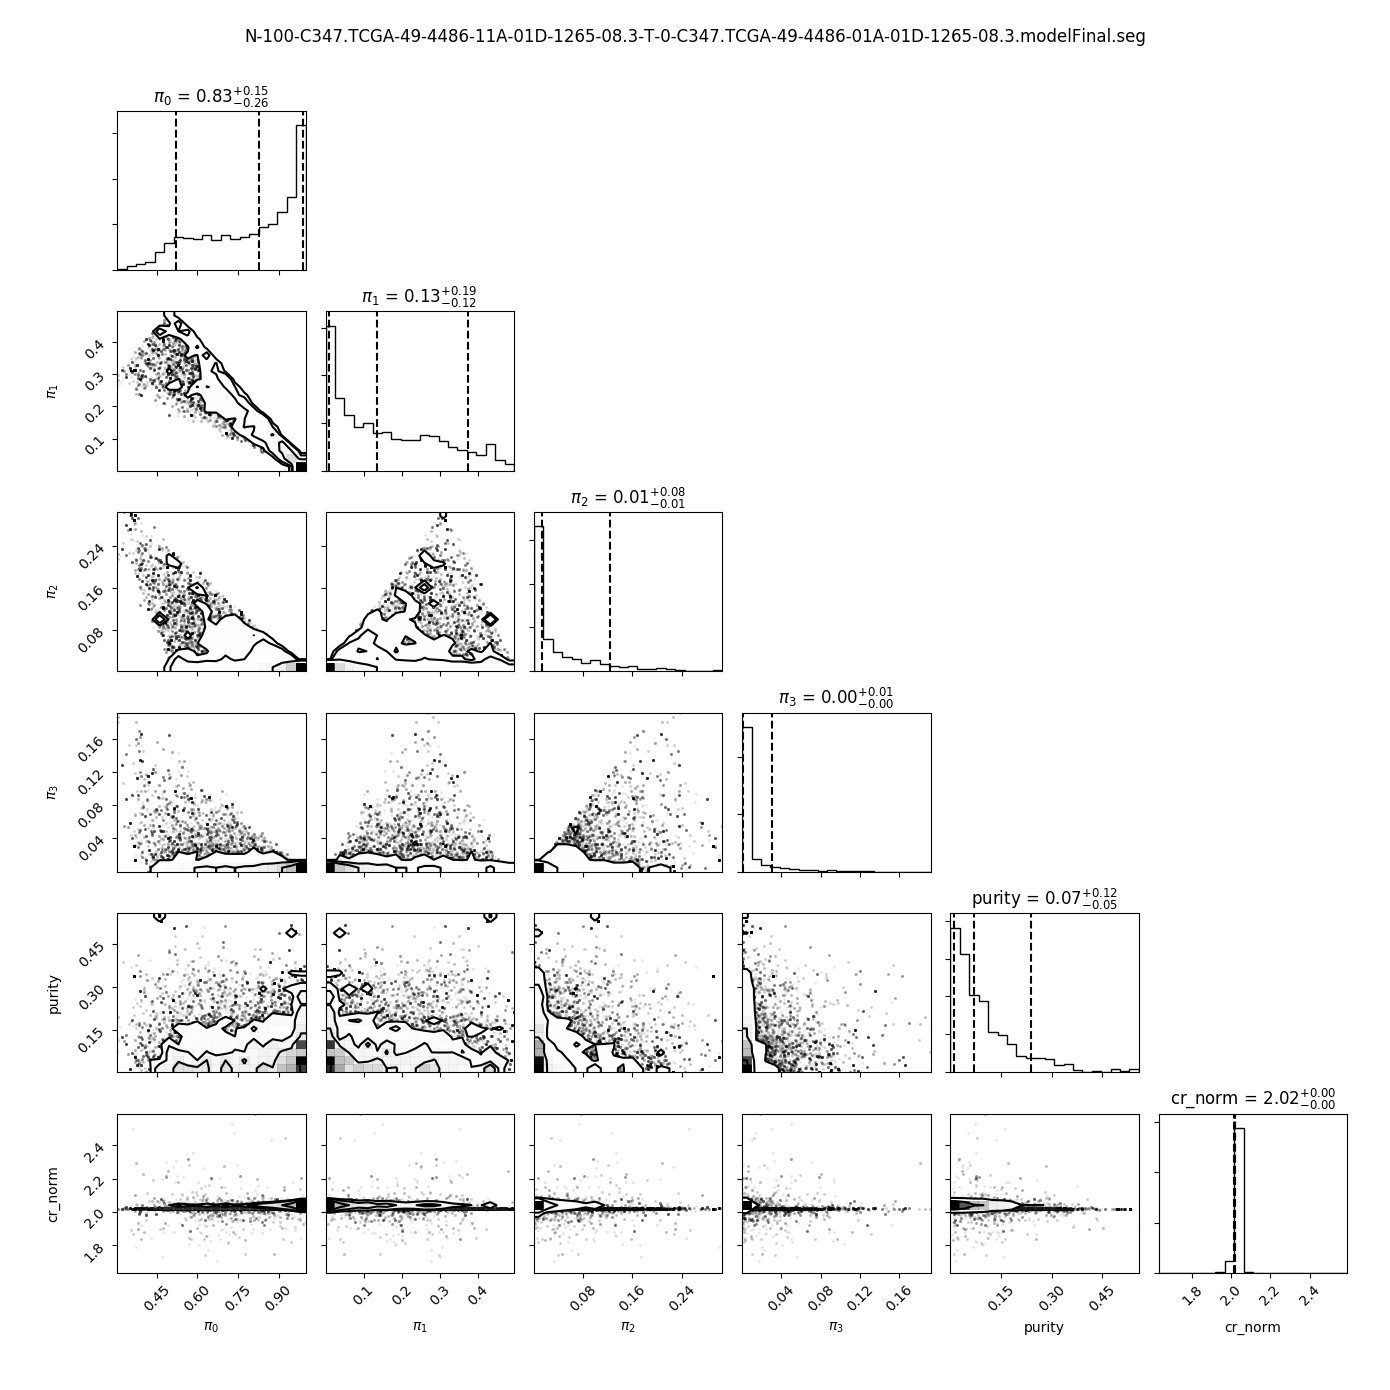 N-100-C347.TCGA-49-4486-11A-01D-1265-08.3-T-0-C347.TCGA-49-4486-01A-01D-1265-08.3.modelFinal.seg
π₀ = 0.83 +0.15 −0.26
π₁ = 0.13 +0.19 −0.12
π₁
0.4
0.3
0.2
0.1
π₂ = 0.01 +0.08 −0.01
π₂
0.24
0.16
0.08
π₃ = 0.00 +0.01 −0.00
π₃
0.16
0.12
0.08
0.04
purity = 0.07 +0.12 −0.05
purity
0.45
0.30
0.15
cr_norm = 2.02 +0.00 −0.00
cr_norm
2.4
2.2
2.0
1.8
0.45 0.60 0.75 0.90 0.1 0.2 0.3 0.4 0.08 0.16 0.24 0.04 0.08 0.12 0.16 0.15 0.30 0.45 1.8 2.0 2.2 2.4
π₀ π₁ π₂ π₃ purity cr_norm